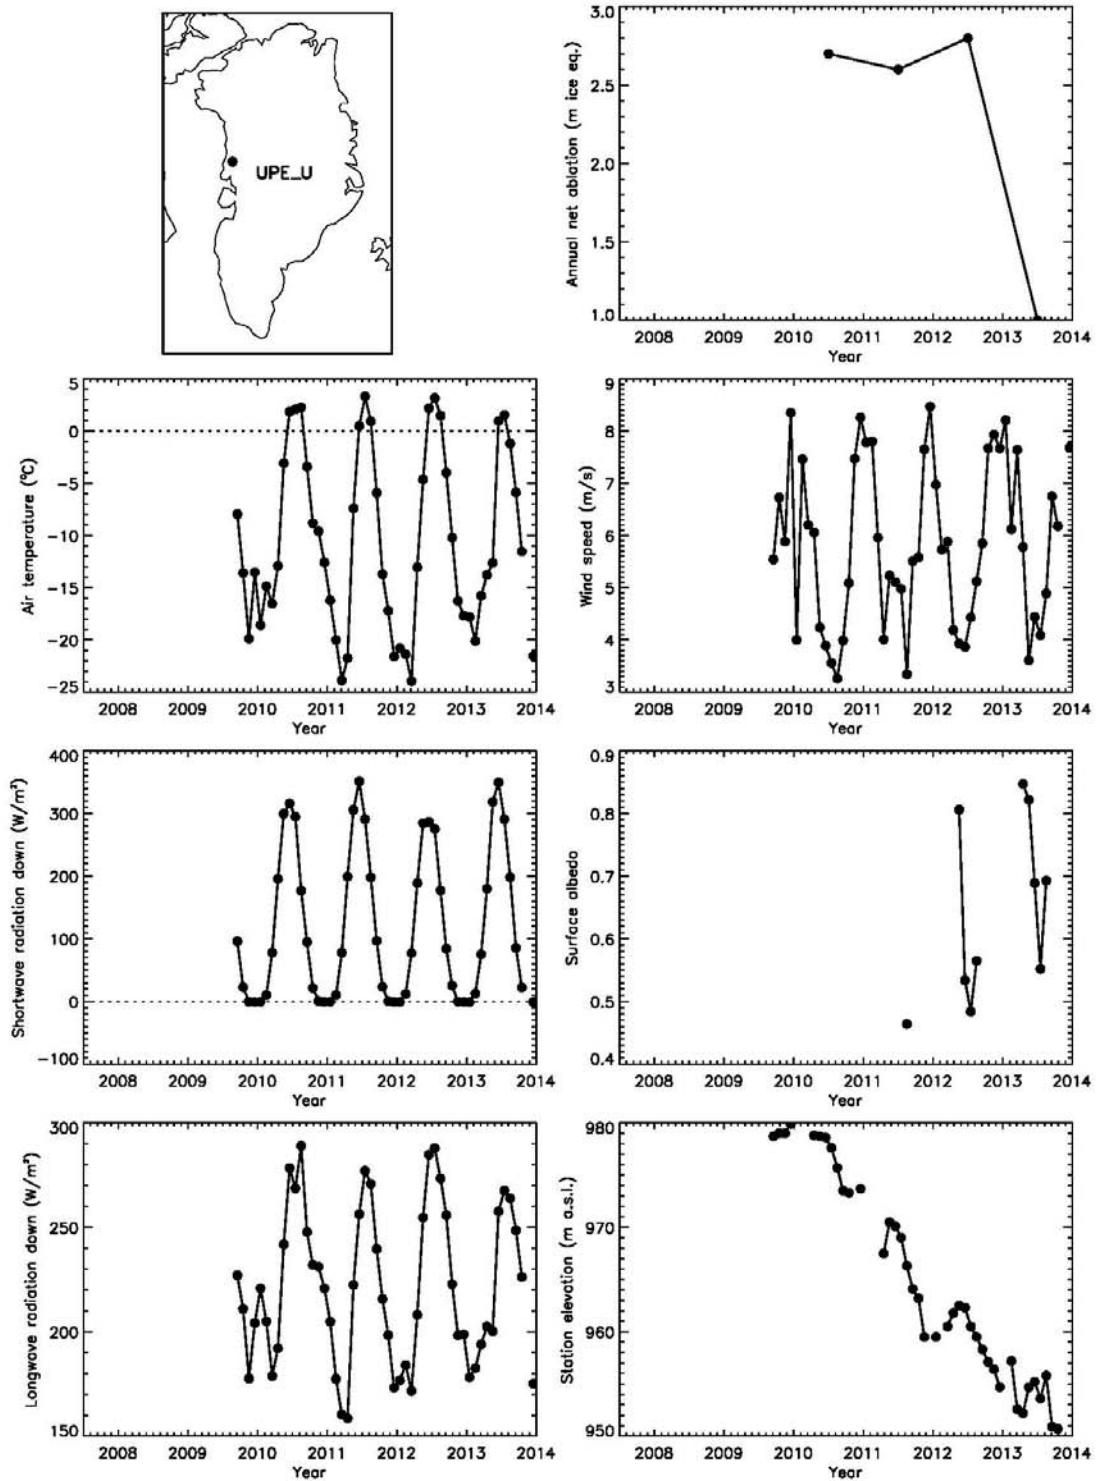 UPE_U
Annual net ablation (m ice eq.)
3.0
2.5
2.0
1.5
1.0
2008 2009 2010 2011 2012 2013 2014
Year
Air temperature (°C)
5
0
−5
−10
−15
−20
−25
2008 2009 2010 2011 2012 2013 2014
Year
Wind speed (m/s)
9
8
7
6
5
4
3
2008 2009 2010 2011 2012 2013 2014
Year
Shortwave radiation down (W/m²)
400
300
200
100
0
−100
2008 2009 2010 2011 2012 2013 2014
Year
Surface albedo
0.9
0.8
0.7
0.6
0.5
0.4
2008 2009 2010 2011 2012 2013 2014
Year
Longwave radiation down (W/m²)
300
250
200
150
2008 2009 2010 2011 2012 2013 2014
Year
Station elevation (m a.s.l.)
980
970
960
950
2008 2009 2010 2011 2012 2013 2014
Year